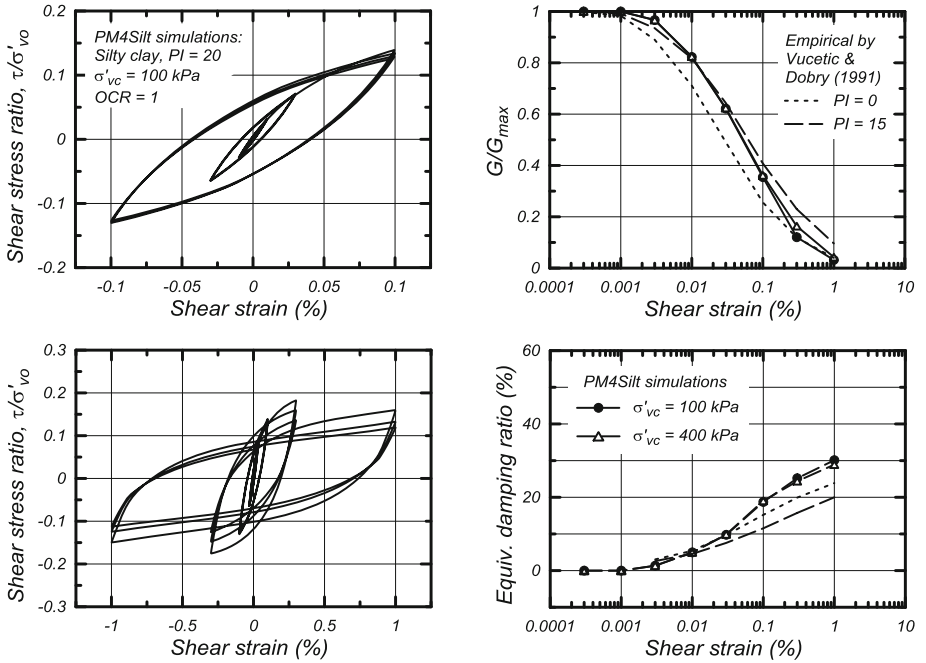 Shear stress ratio, τ/σ'vo
0.2
0.1
0
-0.1
-0.2
PM4Silt simulations:
Silty clay, PI = 20
σ'vc = 100 kPa
OCR = 1
-0.1 -0.05 0 0.05 0.1
Shear strain (%)
G/Gmax
1
0.8
0.6
0.4
0.2
0
Empirical by
Vucetic &
Dobry (1991)
PI = 0
PI = 15
0.0001 0.001 0.01 0.1 1 10
Shear strain (%)
Shear stress ratio, τ/σ'vo
0.3
0.2
0.1
0
-0.1
-0.2
-0.3
-1 -0.5 0 0.5 1
Shear strain (%)
Equiv. damping ratio (%)
60
40
20
0
PM4Silt simulations
σ'vc = 100 kPa
σ'vc = 400 kPa
0.0001 0.001 0.01 0.1 1 10
Shear strain (%)